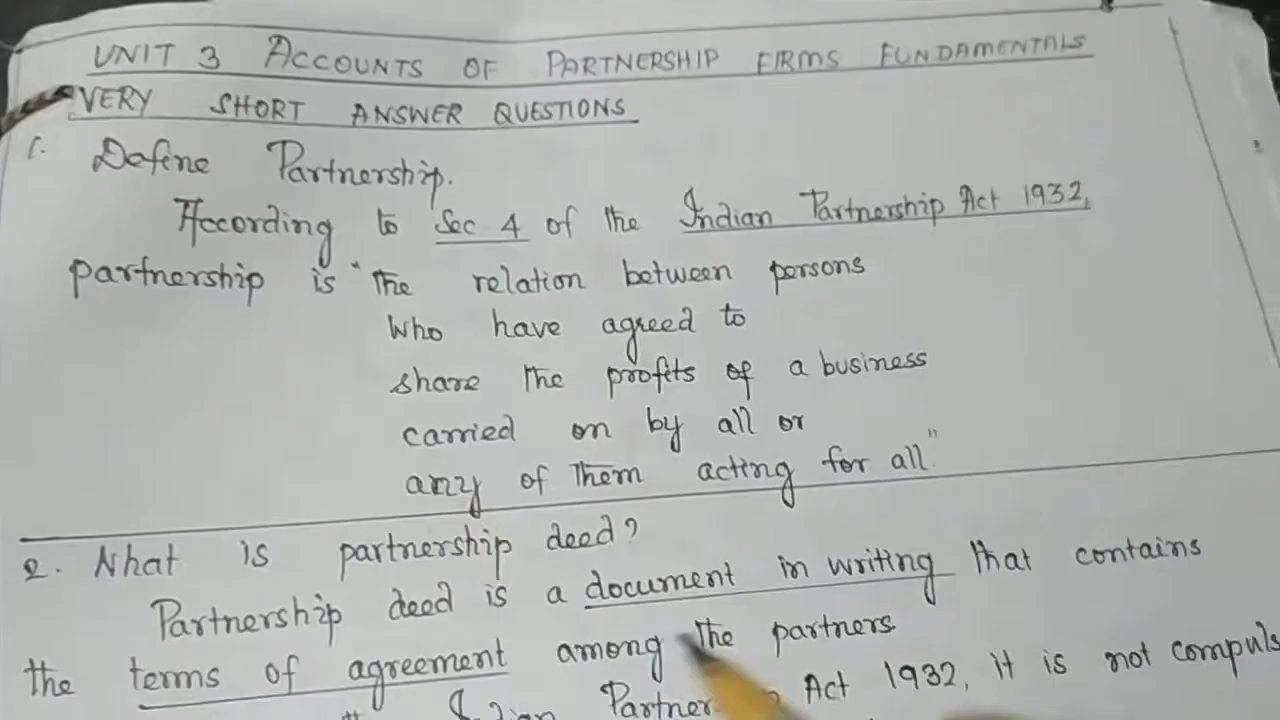 UNIT 3 ACCOUNTS OF PARTNERSHIP FIRMS FUNDAMENTALS
VERY SHORT ANSWER QUESTIONS
1. Define Partnership.
According to Sec 4 of the Indian Partnership Act 1932,
partnership is "the relation between persons
who have agreed to
share the profits of a business
carried on by all or
any of them acting for all"
2. What is partnership deed?
Partnership deed is a document in writing that contains
the terms of agreement among the partners
Act 1932, it is not